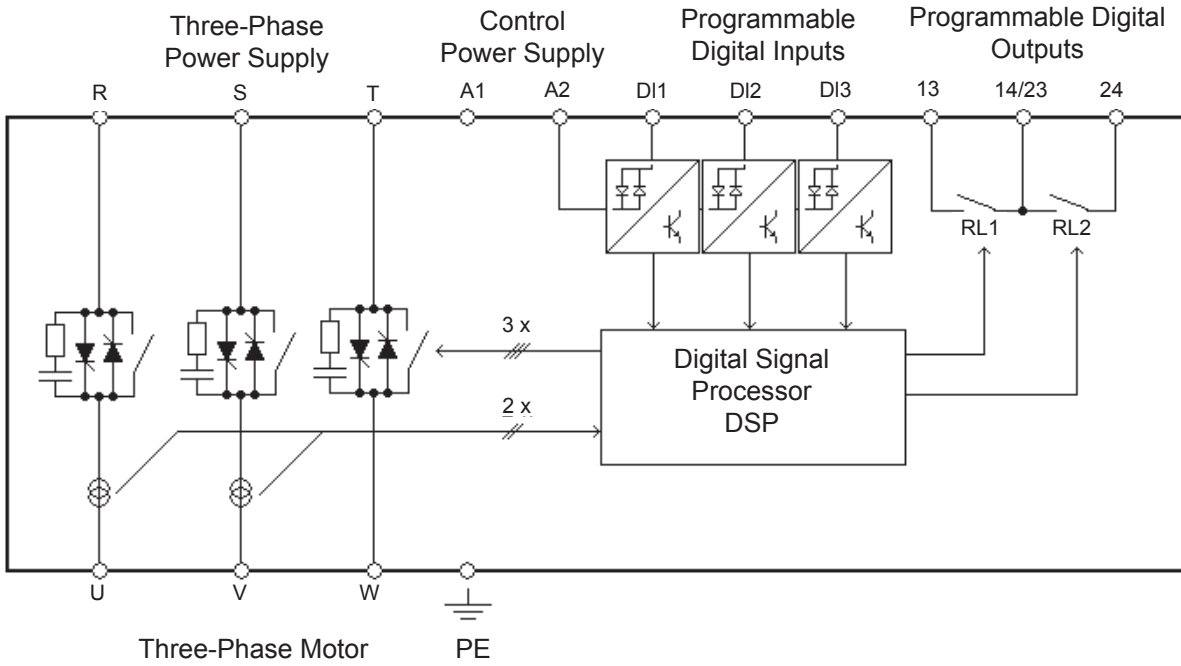 Three-Phase
Power Supply
Control
Power Supply
Programmable
Digital Inputs
Programmable Digital
Outputs
R
S
T
A1
A2
DI1
DI2
DI3
13
14/23
24
RL1
RL2
3 x
Digital Signal
Processor
DSP
2 x
U
V
W
Three-Phase Motor
PE